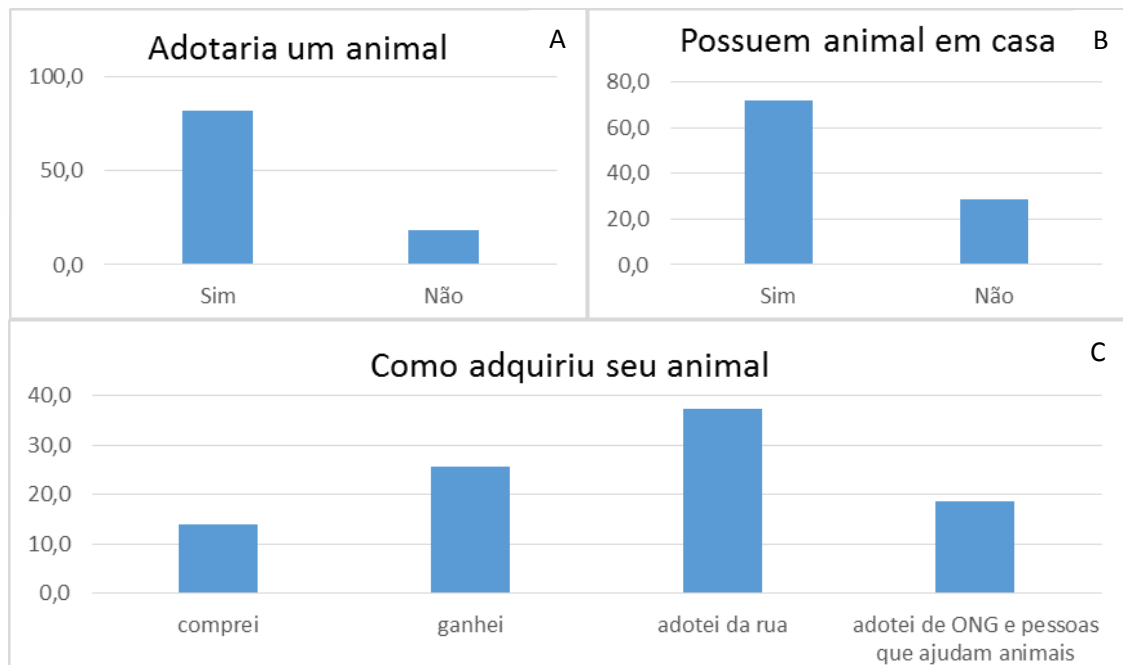 Adotaria um animal
A
100,0
50,0
0,0
Sim
Não
Possuem animal em casa
B
80,0
60,0
40,0
20,0
0,0
Sim
Não
Como adquiriu seu animal
C
40,0
30,0
20,0
10,0
0,0
comprei
ganhei
adotei da rua
adotei de ONG e pessoas
que ajudam animais